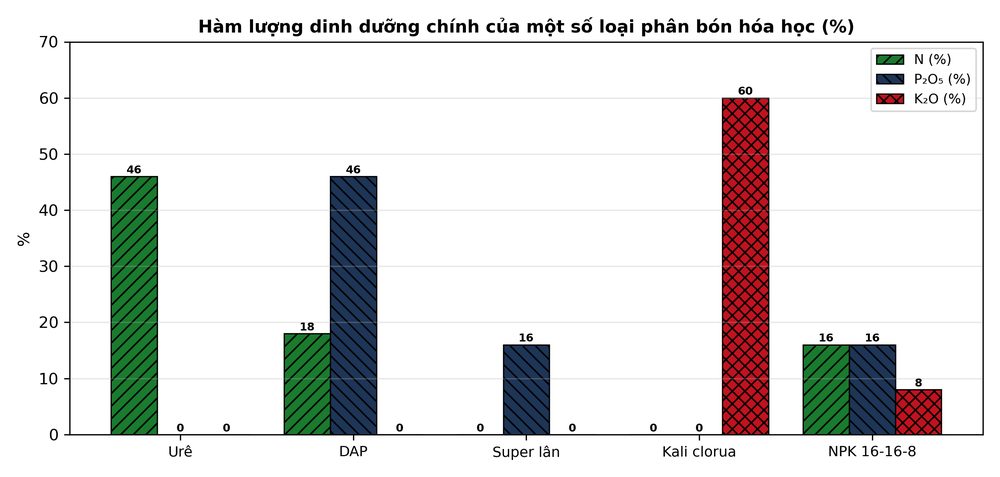 Hàm lượng dinh dưỡng chính của một số loại phân bón hóa học (%)
N (%)
P₂O₅ (%)
K₂O (%)
%
70
60
50
40
30
20
10
0
46 0 0
18 46 0
0 16 0
0 0 60
16 16 8
Urê
DAP
Super lân
Kali clorua
NPK 16-16-8